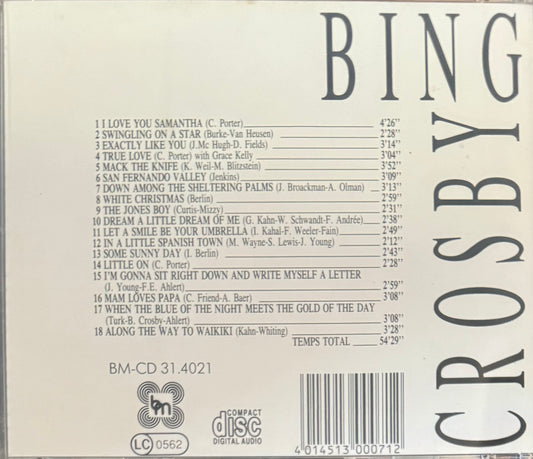 BING
CROSBY
1 I LOVE YOU SAMANTHA (C. Porter) 4'26"
2 SWINGLING ON A STAR (Burke-Van Heusen) 2'28"
3 EXACTLY LIKE YOU (J.Mc Hugh-D. Fields) 3'14"
4 TRUE LOVE (C. Porter) with Grace Kelly 3'04"
5 MACK THE KNIFE (K. Weil-M. Blitzstein) 3'52"
6 SAN FERNANDO VALLEY (Jenkins) 3'09"
7 DOWN AMONG THE SHELTERING PALMS (J. Broackman-A. Olman) 3'13"
8 WHITE CHRISTMAS (Berlin) 2'59"
9 THE JONES BOY (Curtis-Mizzy) 2'31"
10 DREAM A LITTLE DREAM OF ME (G. Kahn-W. Schwandt-F. Andrée) 2'38"
11 LET A SMILE BE YOUR UMBRELLA (I. Kahal-F. Weeler-Fain) 2'49"
12 IN A LITTLE SPANISH TOWN (M. Wayne-S. Lewis-J. Young) 2'12"
13 SOME SUNNY DAY (I. Berlin) 2'43"
14 LITTLE ON (C. Porter) 2'28"
15 I'M GONNA SIT RIGHT DOWN AND WRITE MYSELF A LETTER
(J. Young-F.E. Ahlert) 2'59"
16 MAM LOVES PAPA (C. Friend-A. Baer) 3'08"
17 WHEN THE BLUE OF THE NIGHT MEETS THE GOLD OF THE DAY
(Turk-B. Crosby-Ahlert) 3'08"
18 ALONG THE WAY TO WAIKIKI (Kahn-Whiting) 3'28"
TEMPS TOTAL 54'29"
BM-CD 31.4021
bm
LC 0562
COMPACT
disc
DIGITAL AUDIO
4 014513 000712